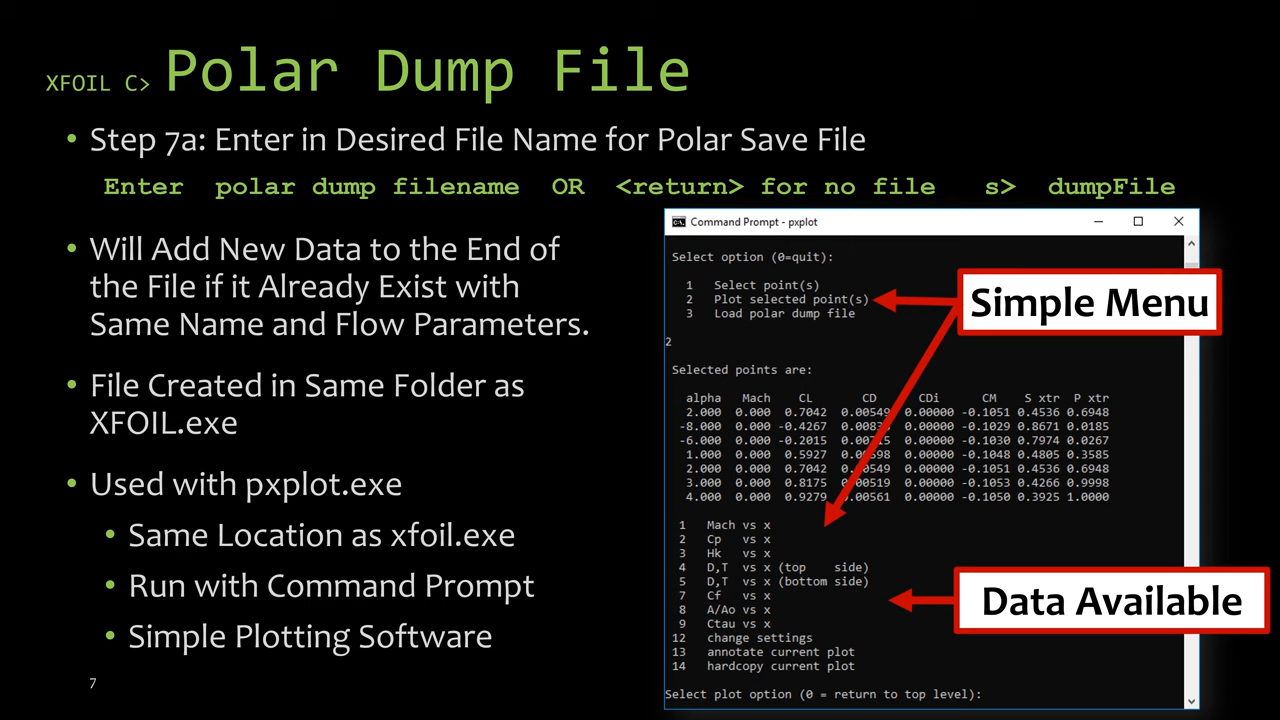 XFOIL C> Polar Dump File
• Step 7a: Enter in Desired File Name for Polar Save File
Enter  polar dump filename  OR  <return> for no file   s>  dumpFile
• Will Add New Data to the End of
the File if it Already Exist with
Same Name and Flow Parameters.
• File Created in Same Folder as
XFOIL.exe
• Used with pxplot.exe
• Same Location as xfoil.exe
• Run with Command Prompt
• Simple Plotting Software
7
Command Prompt - pxplot
Select option (0=quit):
1   Select point(s)
2   Plot selected point(s)
3   Load polar dump file
Simple Menu
2
Selected points are:
alpha   Mach    CL       CD      CDi      CM    S xtr  P xtr
2.000  0.000  0.7042  0.00549  0.00000 -0.1051 0.4536 0.6948
-8.000  0.000 -0.4267  0.0083  0.00000 -0.1029 0.8671 0.0185
-6.000  0.000 -0.2015  0.00 15  0.00000 -0.1030 0.7974 0.0267
1.000  0.000  0.5927  0.00598  0.00000 -0.1048 0.4805 0.3585
2.000  0.000  0.7042  0.00549  0.00000 -0.1051 0.4536 0.6948
3.000  0.000  0.8175  0.00519  0.00000 -0.1053 0.4266 0.9998
4.000  0.000  0.9279  0.00561  0.00000 -0.1050 0.3925 1.0000
1   Mach vs x
2   Cp   vs x
3   Hk   vs x
4   D,T  vs x (top    side)
5   D,T  vs x (bottom side)
7   Cf   vs x
8   A/Ao vs x
9   Ctau vs x
12   change settings
13   annotate current plot
14   hardcopy current plot
Data Available
Select plot option (0 = return to top level):